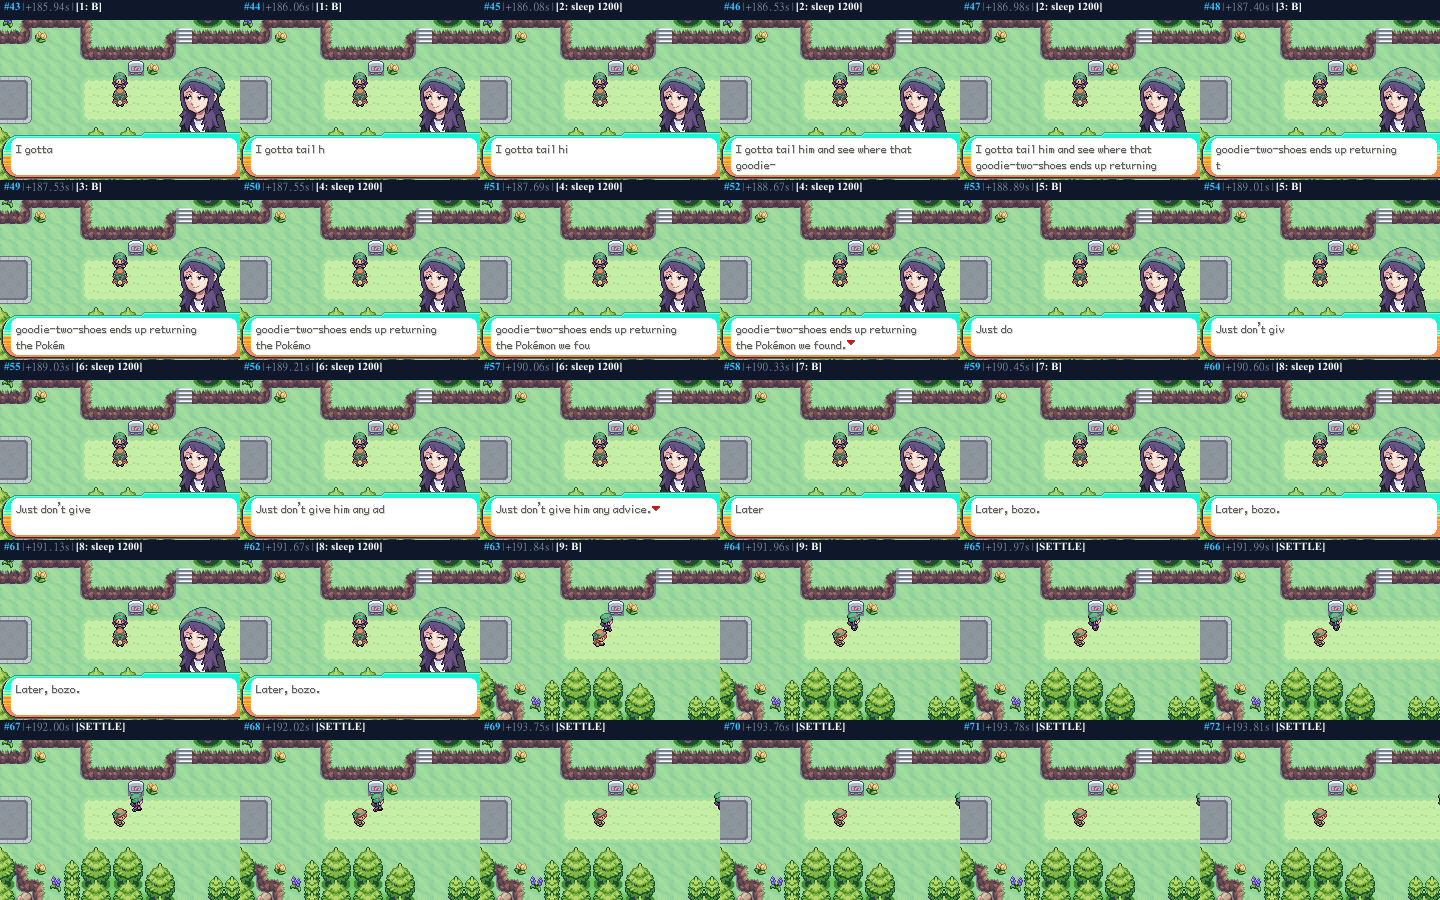 #43|+185.94s|[1: B]
#44|+186.06s|[1: B]
#45|+186.08s|[2: sleep 1200]
#46|+186.53s|[2: sleep 1200]
#47|+186.98s|[2: sleep 1200]
#48|+187.40s|[3: B]
I gotta
I gotta tail h
I gotta tail hi
I gotta tail him and see where that
goodie-
I gotta tail him and see where that
goodie-two-shoes ends up returning
goodie-two-shoes ends up returning
t
#49|+187.53s|[3: B]
#50|+187.55s|[4: sleep 1200]
#51|+187.69s|[4: sleep 1200]
#52|+188.67s|[4: sleep 1200]
#53|+188.89s|[5: B]
#54|+189.01s|[5: B]
goodie-two-shoes ends up returning
the Pokém
goodie-two-shoes ends up returning
the Pokémo
goodie-two-shoes ends up returning
the Pokémon we fou
goodie-two-shoes ends up returning
the Pokémon we found.
Just do
Just don't giv
#55|+189.03s|[6: sleep 1200]
#56|+189.21s|[6: sleep 1200]
#57|+190.06s|[6: sleep 1200]
#58|+190.33s|[7: B]
#59|+190.45s|[7: B]
#60|+190.60s|[8: sleep 1200]
Just don't give
Just don't give him any ad
Just don't give him any advice.
Later
Later, bozo.
Later, bozo.
#61|+191.13s|[8: sleep 1200]
#62|+191.67s|[8: sleep 1200]
#63|+191.84s|[9: B]
#64|+191.96s|[9: B]
#65|+191.97s|[SETTLE]
#66|+191.99s|[SETTLE]
Later, bozo.
Later, bozo.
#67|+192.00s|[SETTLE]
#68|+192.02s|[SETTLE]
#69|+193.75s|[SETTLE]
#70|+193.76s|[SETTLE]
#71|+193.78s|[SETTLE]
#72|+193.81s|[SETTLE]